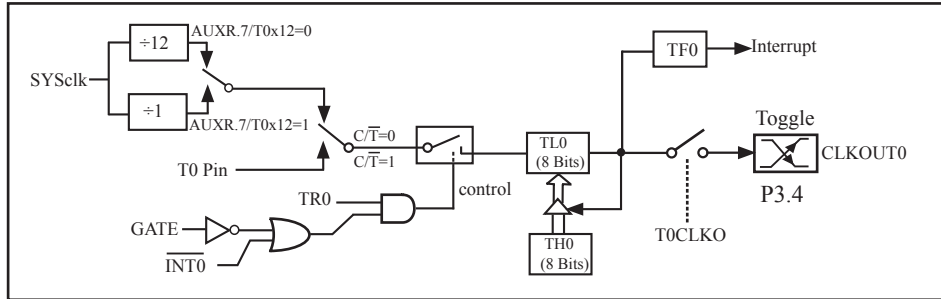 AUXR.7/T0x12=0
÷12
SYSclk
÷1
AUXR.7/T0x12=1
T0 Pin
C/T̅=0
C/T̅=1
control
TR0
GATE
I̅N̅T̅0̅
TL0
(8 Bits)
TH0
(8 Bits)
TF0
Interrupt
Toggle
CLKOUT0
P3.4
T0CLKO